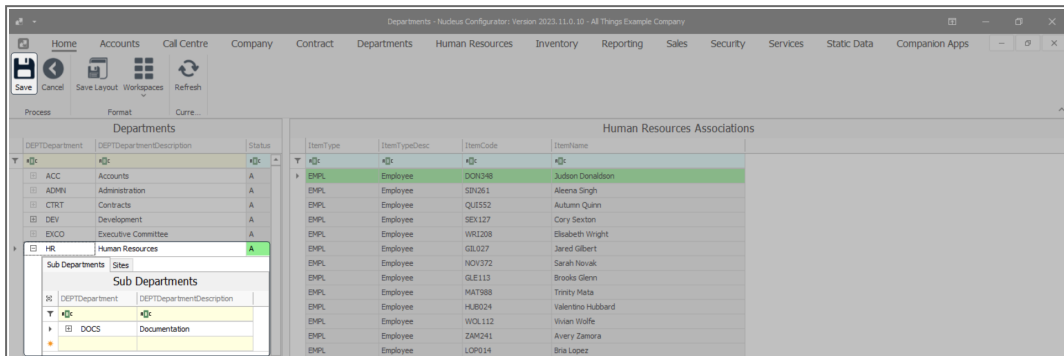 Departments - Nucleus Configurator: Version 2023.11.0.10 - All Things Example Company
Home Accounts Call Centre Company Contract Departments Human Resources Inventory Reporting Sales Security Services Static Data Companion Apps
Save Cancel Save Layout Workspaces Refresh
Process Format Curre...
Departments
DEPTDepartment DEPTDepartmentDescription Status
ACC Accounts A
ADMN Administration A
CTRT Contracts A
DEV Development A
EXCO Executive Committee A
HR Human Resources A
Sub Departments Sites
Sub Departments
DEPTDepartment DEPTDepartmentDescription
DOCS Documentation
Human Resources Associations
ItemType ItemTypeDesc ItemCode ItemName
EMPL Employee DON348 Judson Donaldson
EMPL Employee SIN261 Aleena Singh
EMPL Employee QUI552 Autumn Quinn
EMPL Employee SEX127 Cory Sexton
EMPL Employee WRI208 Elisabeth Wright
EMPL Employee GIL027 Jared Gilbert
EMPL Employee NOV372 Sarah Novak
EMPL Employee GLE113 Brooks Glenn
EMPL Employee MAT988 Trinity Mata
EMPL Employee HUB024 Valentino Hubbard
EMPL Employee WOL112 Vivian Wolfe
EMPL Employee ZAM241 Avery Zamora
EMPL Employee LOP014 Bria Lopez